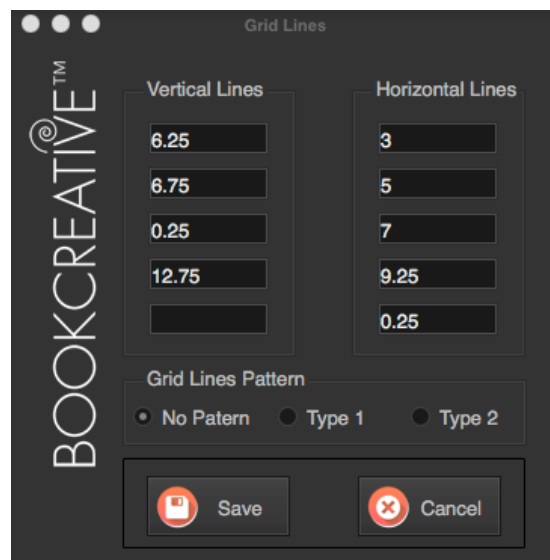 Grid Lines
BOOKCREATIVE™
Vertical Lines
6.25
6.75
0.25
12.75
Horizontal Lines
3
5
7
9.25
0.25
Grid Lines Pattern
No Patern Type 1 Type 2
Save Cancel